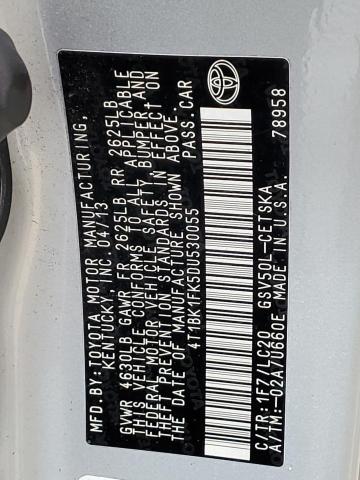 MFD.BY:TOYOTA MOTOR MANUFACTURING,
KENTUCKY, INC. 04/13
GVWR 4630LB GAWR FR 2625LB RR 2625LB
THIS VEHICLE CONFORMS TO ALL APPLICABLE
FEDERAL MOTOR VEHICLE SAFETY, BUMPER, AND
THEFT PREVENTION STANDARDS IN EFFECT ON
THE DATE OF MANUFACTURE SHOWN ABOVE.
4T1BK1FK5DU530055 PASS.CAR
C/TR:1F7/LC20 GSV50L-CETSKA
A/TM:-02A/U660E MADE IN U.S.A. 78958